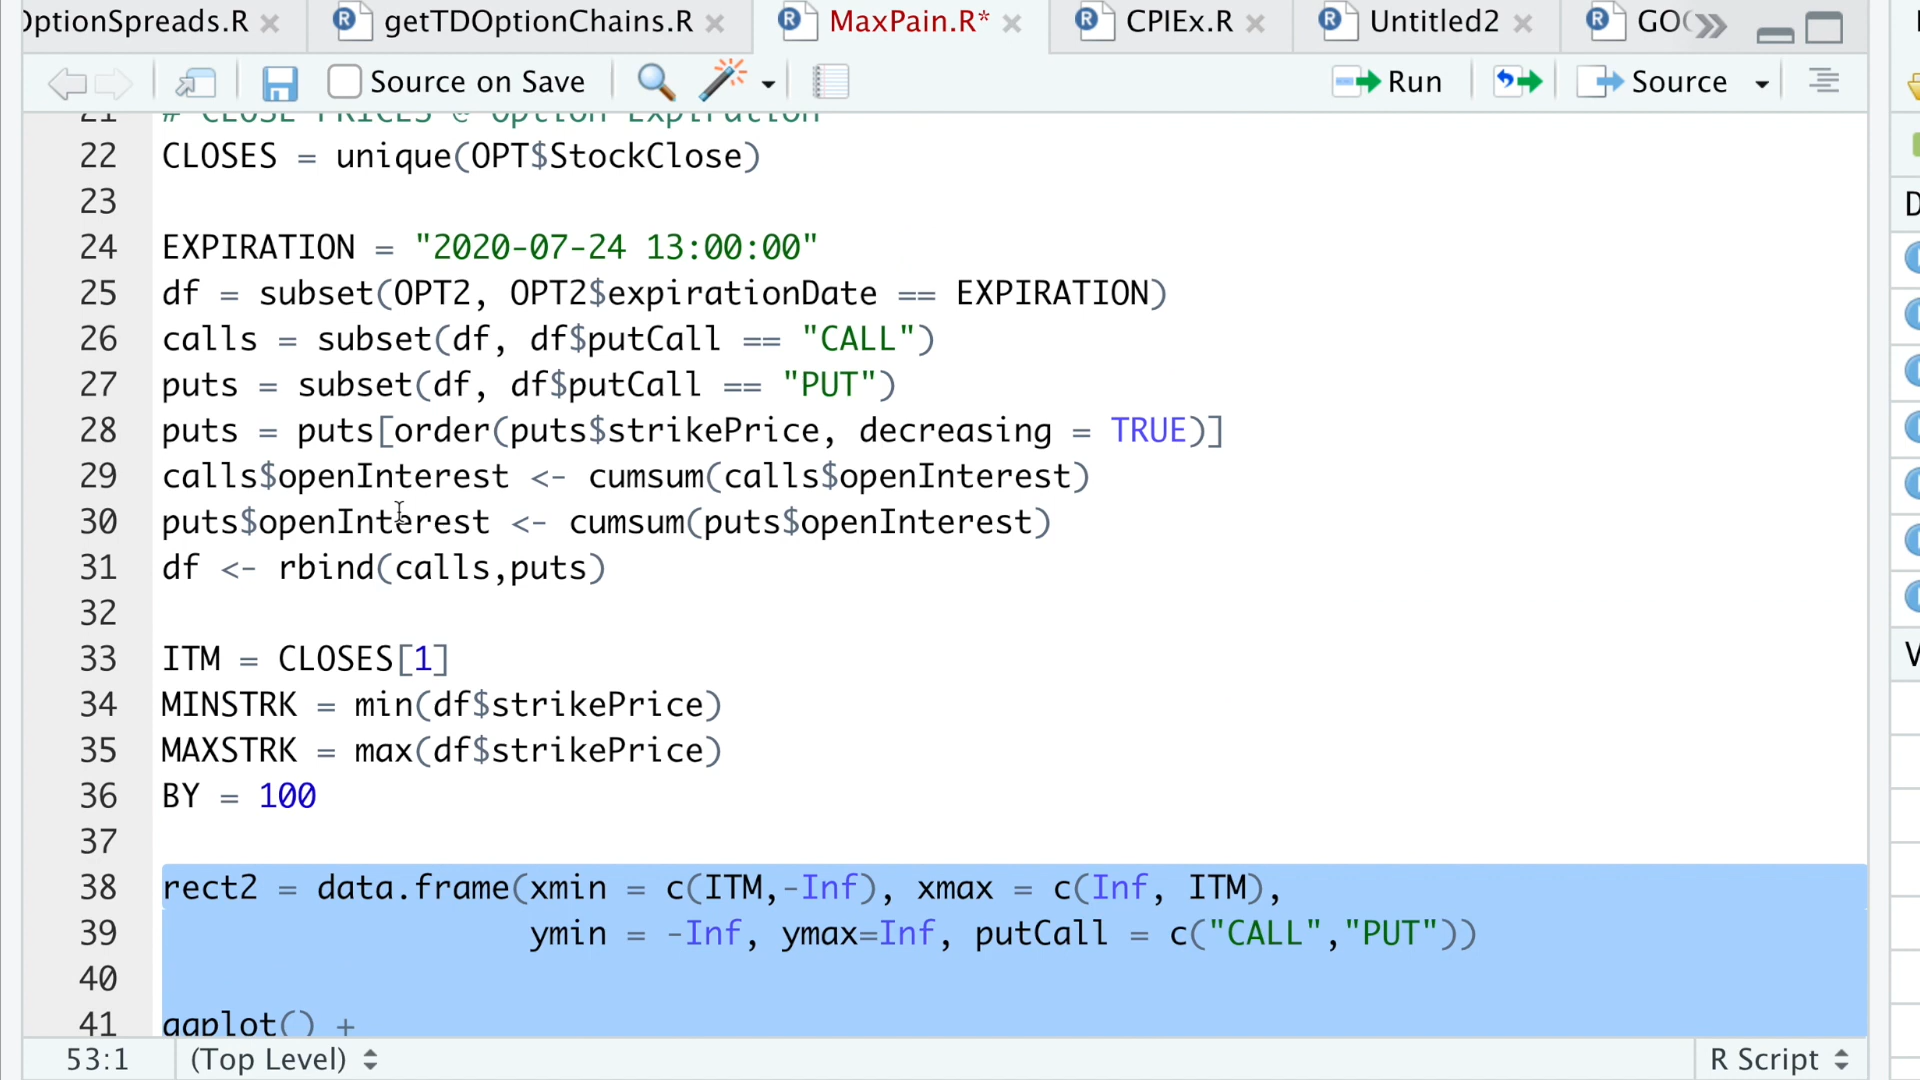 OptionSpreads.R
getTDOptionChains.R
MaxPain.R*
CPIEx.R
Untitled2
GO
Source on Save
Run
Source
21 # CLOSE PRICES @ Option Expiration
22 CLOSES = unique(OPT$StockClose)
23
24 EXPIRATION = "2020-07-24 13:00:00"
25 df = subset(OPT2, OPT2$expirationDate == EXPIRATION)
26 calls = subset(df, df$putCall == "CALL")
27 puts = subset(df, df$putCall == "PUT")
28 puts = puts[order(puts$strikePrice, decreasing = TRUE)]
29 calls$openInterest <- cumsum(calls$openInterest)
30 puts$openInterest <- cumsum(puts$openInterest)
31 df <- rbind(calls,puts)
32
33 ITM = CLOSES[1]
34 MINSTRK = min(df$strikePrice)
35 MAXSTRK = max(df$strikePrice)
36 BY = 100
37
38 rect2 = data.frame(xmin = c(ITM,-Inf), xmax = c(Inf, ITM),
39 ymin = -Inf, ymax=Inf, putCall = c("CALL","PUT"))
40
41 ggplot() +
53:1
(Top Level)
R Script